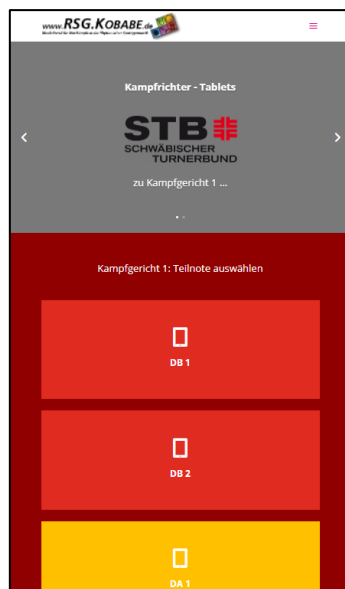 www.RSG.KOBABE.de
Kampfrichter - Tablets
STB
SCHWÄBISCHER
TURNERBUND
zu Kampfgericht 1 ...
Kampfgericht 1: Teilnote auswählen
DB 1
DB 2
DA 1